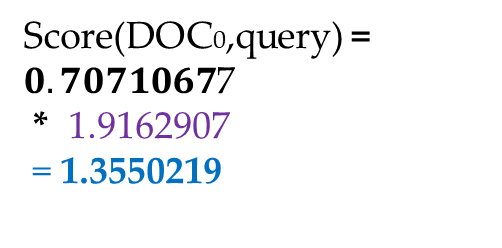 Score(DOC₀,query) =
0.70710677
* 1.9162907
= 1.3550219